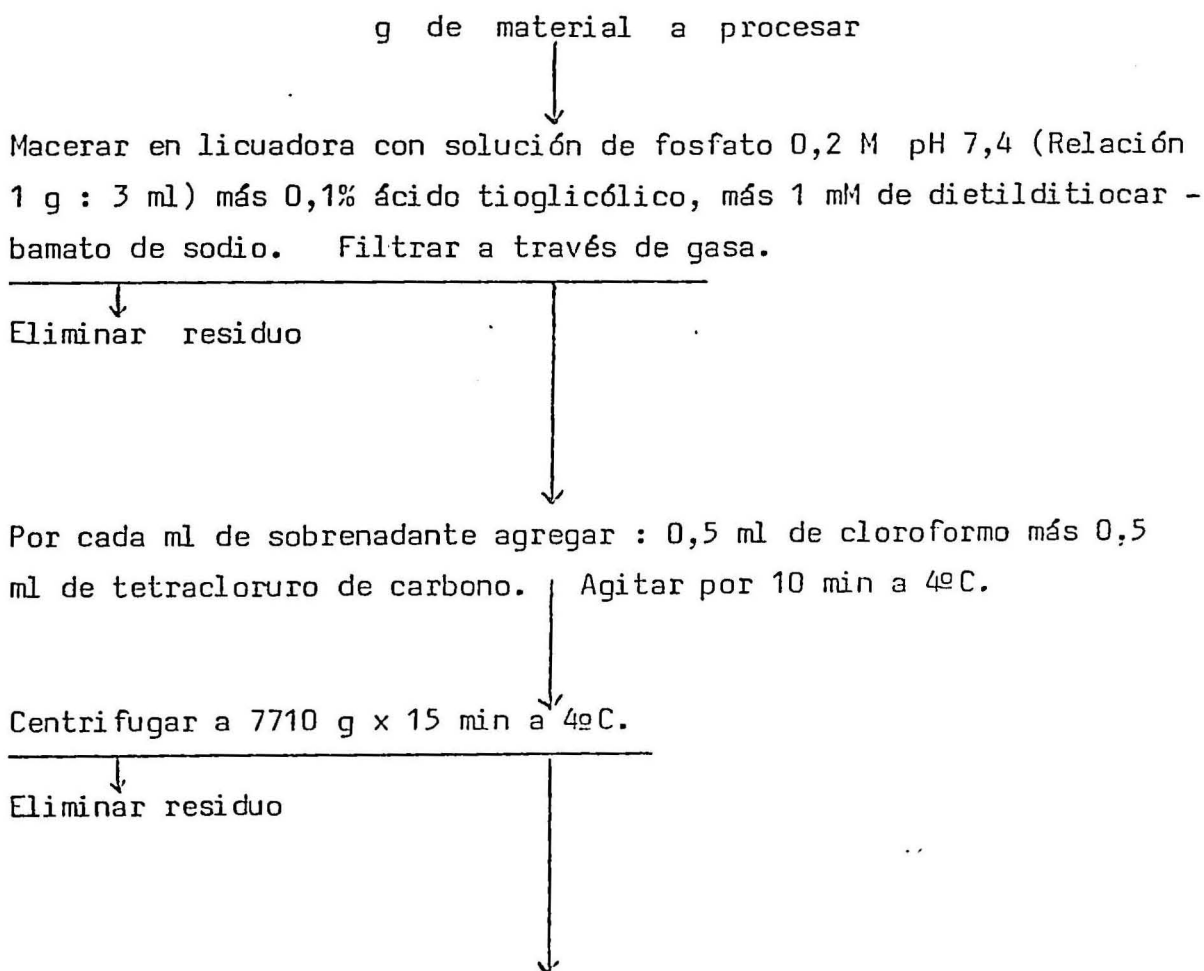 g de material a procesar
Macerar en licuadora con solución de fosfato 0,2 M pH 7,4 (Relación
1 g : 3 ml) más 0,1% ácido tioglicólico, más 1 mM de dietilditiocar -
bamato de sodio. Filtrar a través de gasa.
Eliminar residuo
Por cada ml de sobrenadante agregar : 0,5 ml de cloroformo más 0,5
ml de tetracloruro de carbono. Agitar por 10 min a 4ºC.
Centrifugar a 7710 g x 15 min a 4ºC.
Eliminar residuo